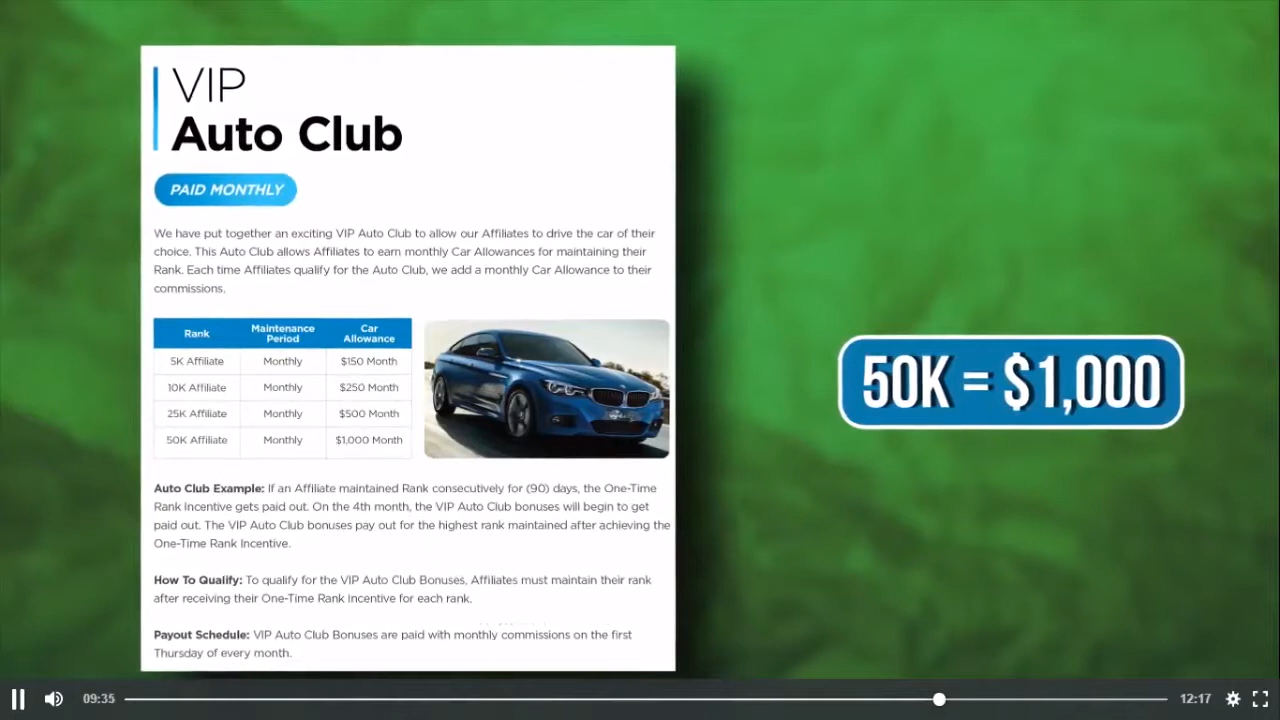 VIP
Auto Club
PAID MONTHLY
We have put together an exciting VIP Auto Club to allow our Affiliates to drive the car of their
choice. This Auto Club allows Affiliates to earn monthly Car Allowances for maintaining their
Rank. Each time Affiliates qualify for the Auto Club, we add a monthly Car Allowance to their
commissions.
Rank Maintenance Period Car Allowance
5K Affiliate Monthly $150 Month
10K Affiliate Monthly $250 Month
25K Affiliate Monthly $500 Month
50K Affiliate Monthly $1,000 Month
50K = $1,000
Auto Club Example: If an Affiliate maintained Rank consecutively for (90) days, the One-Time
Rank Incentive gets paid out. On the 4th month, the VIP Auto Club bonuses will begin to get
paid out. The VIP Auto Club bonuses pay out for the highest rank maintained after achieving the
One-Time Rank Incentive.
How To Qualify: To qualify for the VIP Auto Club Bonuses, Affiliates must maintain their rank
after receiving their One-Time Rank Incentive for each rank.
Payout Schedule: VIP Auto Club Bonuses are paid with monthly commissions on the first
Thursday of every month.
09:35 12:17